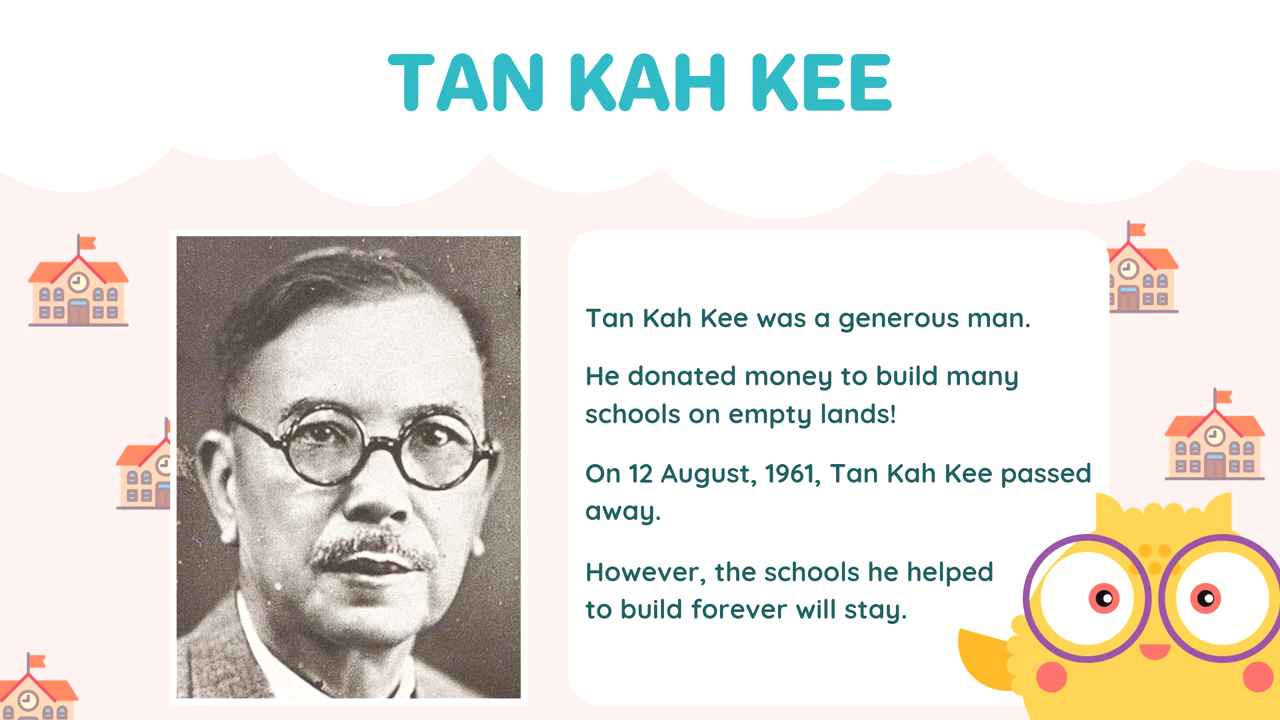 TAN KAH KEE
Tan Kah Kee was a generous man.
He donated money to build many
schools on empty lands!
On 12 August, 1961, Tan Kah Kee passed
away.
However, the schools he helped
to build forever will stay.